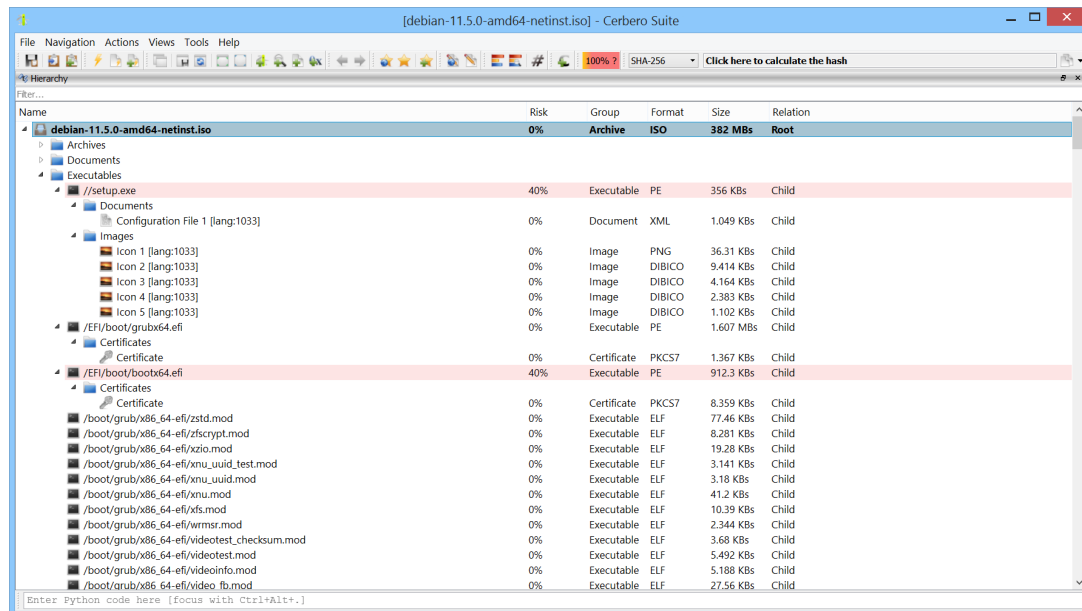 [debian-11.5.0-amd64-netinst.iso] - Cerbero Suite
File Navigation Actions Views Tools Help
100% ? SHA-256 Click here to calculate the hash
Hierarchy
Filter...
Name Risk Group Format Size Relation
debian-11.5.0-amd64-netinst.iso 0% Archive ISO 382 MBs Root
Archives
Documents
Executables
//setup.exe 40% Executable PE 356 KBs Child
Documents
Configuration File 1 [lang:1033] 0% Document XML 1.049 KBs Child
Images
Icon 1 [lang:1033] 0% Image PNG 36.31 KBs Child
Icon 2 [lang:1033] 0% Image DIBICO 9.414 KBs Child
Icon 3 [lang:1033] 0% Image DIBICO 4.164 KBs Child
Icon 4 [lang:1033] 0% Image DIBICO 2.383 KBs Child
Icon 5 [lang:1033] 0% Image DIBICO 1.102 KBs Child
/EFI/boot/grubx64.efi 0% Executable PE 1.607 MBs Child
Certificates
Certificate 0% Certificate PKCS7 1.367 KBs Child
/EFI/boot/bootx64.efi 40% Executable PE 912.3 KBs Child
Certificates
Certificate 0% Certificate PKCS7 8.359 KBs Child
/boot/grub/x86_64-efi/zstd.mod 0% Executable ELF 77.46 KBs Child
/boot/grub/x86_64-efi/zfscrypt.mod 0% Executable ELF 8.281 KBs Child
/boot/grub/x86_64-efi/xzio.mod 0% Executable ELF 19.28 KBs Child
/boot/grub/x86_64-efi/xnu_uuid_test.mod 0% Executable ELF 3.141 KBs Child
/boot/grub/x86_64-efi/xnu_uuid.mod 0% Executable ELF 3.18 KBs Child
/boot/grub/x86_64-efi/xnu.mod 0% Executable ELF 41.2 KBs Child
/boot/grub/x86_64-efi/xfs.mod 0% Executable ELF 10.39 KBs Child
/boot/grub/x86_64-efi/wrmsr.mod 0% Executable ELF 2.344 KBs Child
/boot/grub/x86_64-efi/videotest_checksum.mod 0% Executable ELF 3.68 KBs Child
/boot/grub/x86_64-efi/videotest.mod 0% Executable ELF 5.492 KBs Child
/boot/grub/x86_64-efi/videoinfo.mod 0% Executable ELF 5.188 KBs Child
/boot/grub/x86_64-efi/video_fb.mod 0% Executable ELF 27.56 KBs Child
Enter Python code here [focus with Ctrl+Alt+.]